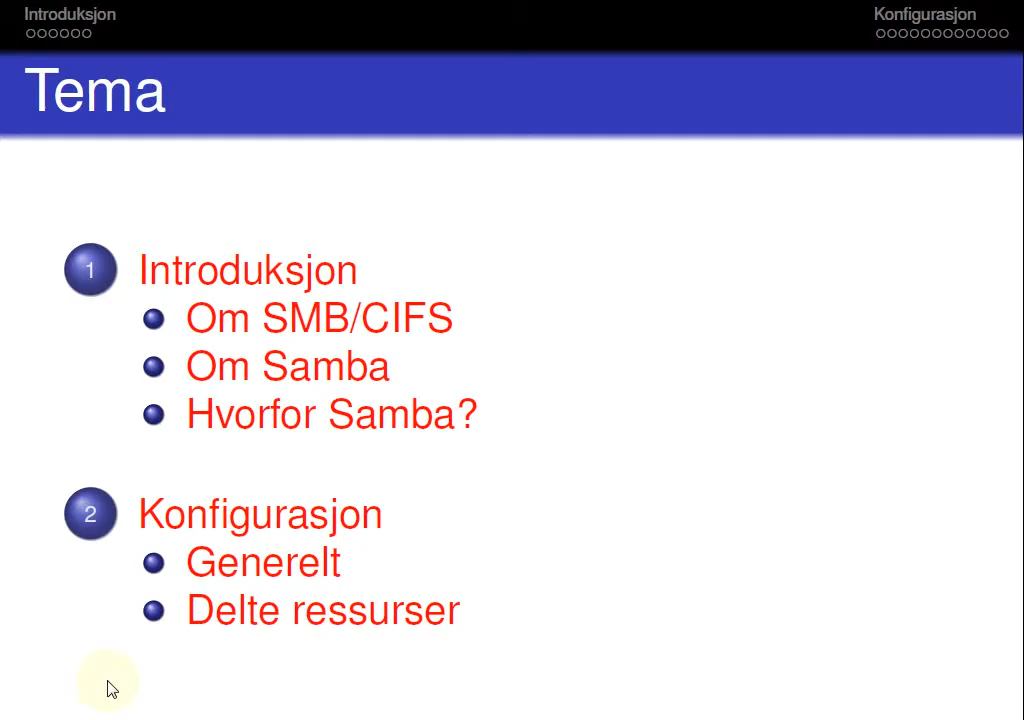 Introduksjon
Konfigurasjon
Tema
1 Introduksjon
Om SMB/CIFS
Om Samba
Hvorfor Samba?
2 Konfigurasjon
Generelt
Delte ressurser